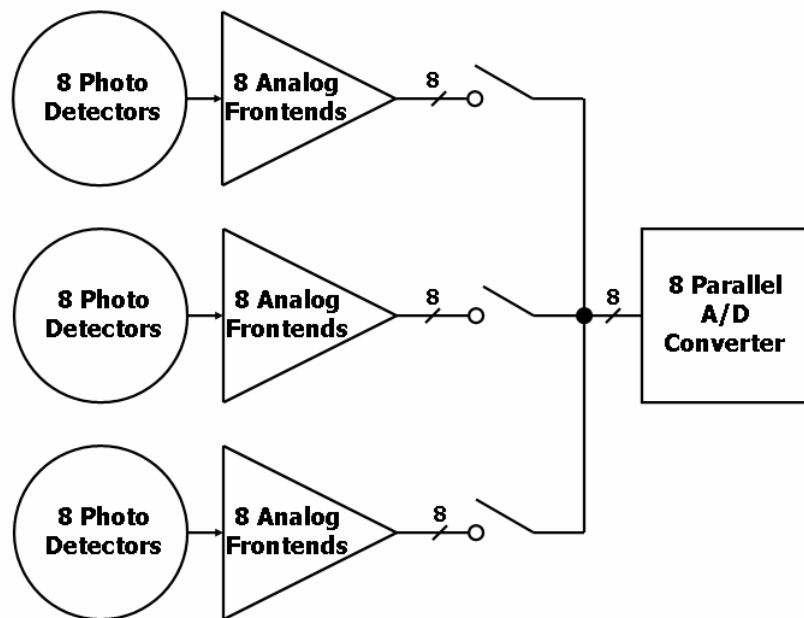 8 Photo
Detectors
8 Analog
Frontends
8
8 Photo
Detectors
8 Analog
Frontends
8
8
8 Parallel
A/D
Converter
8 Photo
Detectors
8 Analog
Frontends
8